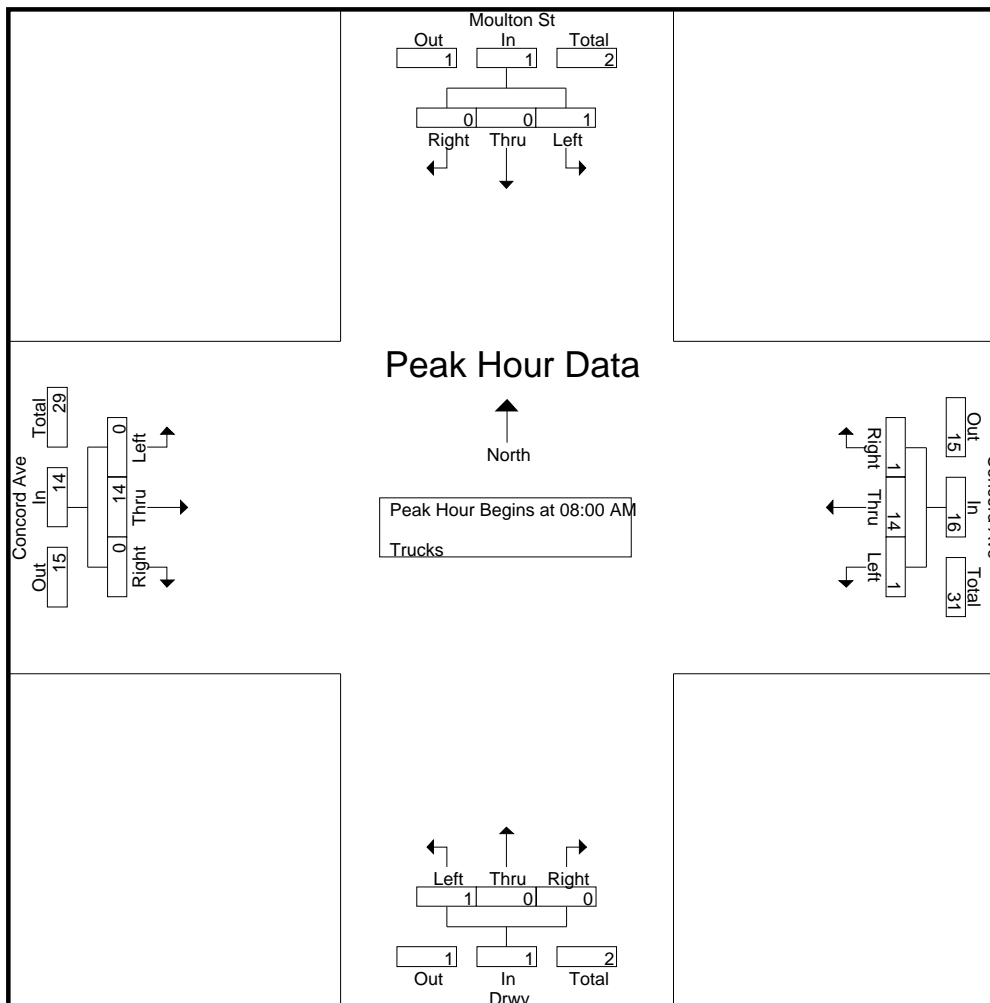 Moulton St
Out In Total
1 1 2
0 0 1
Right Thru Left
Peak Hour Data
North
Peak Hour Begins at 08:00 AM
Trucks
Concord Ave
Total In Out
29 14 15
0 14 0
Left Thru Right
Right Thru Left
1 14 1
15 16 31
Out In Total
Left Thru Right
1 0 0
1 1 2
Out In Total
Drwy